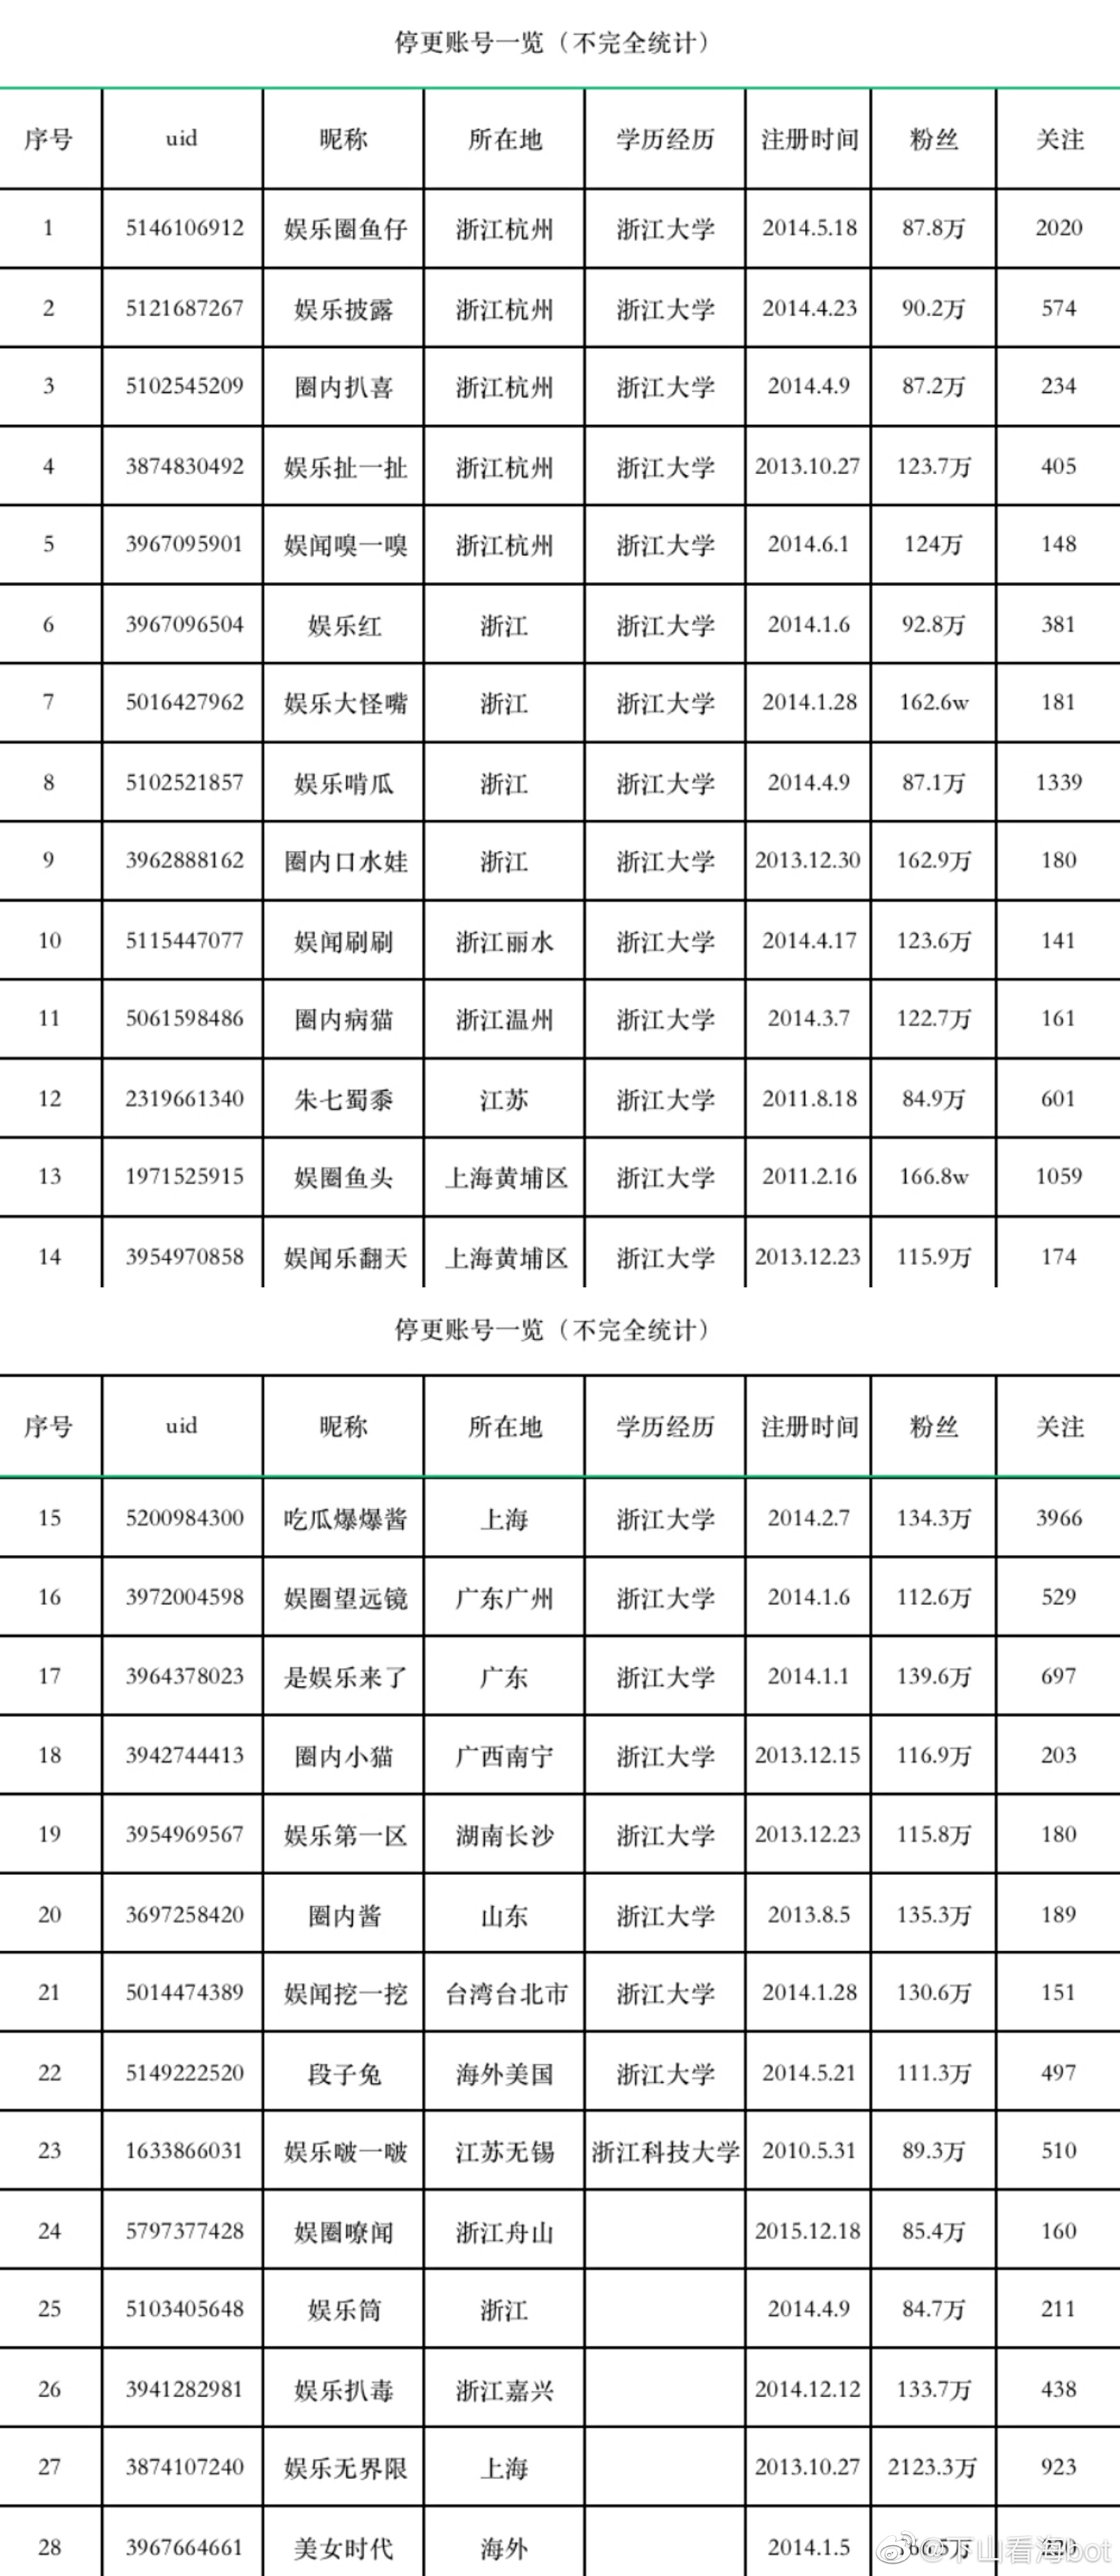 停更账号一览（不完全统计）
序号 uid 昵称 所在地 学历经历 注册时间 粉丝 关注
1 5146106912 娱乐圈鱼仔 浙江杭州 浙江大学 2014.5.18 87.8万 2020
2 5121687267 娱乐披露 浙江杭州 浙江大学 2014.4.23 90.2万 574
3 5102545209 圈内扒喜 浙江杭州 浙江大学 2014.4.9 87.2万 234
4 3874830492 娱乐扯一扯 浙江杭州 浙江大学 2013.10.27 123.7万 405
5 3967095901 娱闻嗅一嗅 浙江杭州 浙江大学 2014.6.1 124万 148
6 3967096504 娱乐红 浙江 浙江大学 2014.1.6 92.8万 381
7 5016427962 娱乐大怪嘴 浙江 浙江大学 2014.1.28 162.6w 181
8 5102521857 娱乐啃瓜 浙江 浙江大学 2014.4.9 87.1万 1339
9 3962888162 圈内口水娃 浙江 浙江大学 2013.12.30 162.9万 180
10 5115447077 娱闻刷刷 浙江丽水 浙江大学 2014.4.17 123.6万 141
11 5061598486 圈内病猫 浙江温州 浙江大学 2014.3.7 122.7万 161
12 2319661340 朱七蜀黍 江苏 浙江大学 2011.8.18 84.9万 601
13 1971525915 娱圈鱼头 上海黄埔区 浙江大学 2011.2.16 166.8w 1059
14 3954970858 娱闻乐翻天 上海黄埔区 浙江大学 2013.12.23 115.9万 174
停更账号一览（不完全统计）
序号 uid 昵称 所在地 学历经历 注册时间 粉丝 关注
15 5200984300 吃瓜爆爆酱 上海 浙江大学 2014.2.7 134.3万 3966
16 3972004598 娱圈望远镜 广东广州 浙江大学 2014.1.6 112.6万 529
17 3964378023 是娱乐来了 广东 浙江大学 2014.1.1 139.6万 697
18 3942744413 圈内小猫 广西南宁 浙江大学 2013.12.15 116.9万 203
19 3954969567 娱乐第一区 湖南长沙 浙江大学 2013.12.23 115.8万 180
20 3697258420 圈内酱 山东 浙江大学 2013.8.5 135.3万 189
21 5014474389 娱闻挖一挖 台湾台北市 浙江大学 2014.1.28 130.6万 151
22 5149222520 段子兔 海外美国 浙江大学 2014.5.21 111.3万 497
23 1633866031 娱乐啵一啵 江苏无锡 浙江科技大学 2010.5.31 89.3万 510
24 5797377428 娱圈嘹闻 浙江舟山 2015.12.18 85.4万 160
25 5103405648 娱乐筒 浙江 2014.4.9 84.7万 211
26 3941282981 娱乐扒毒 浙江嘉兴 2014.12.12 133.7万 438
27 3874107240 娱乐无界限 上海 2013.10.27 2123.3万 923
28 3967664661 美女时代 海外 2014.1.5
@下山看海bot